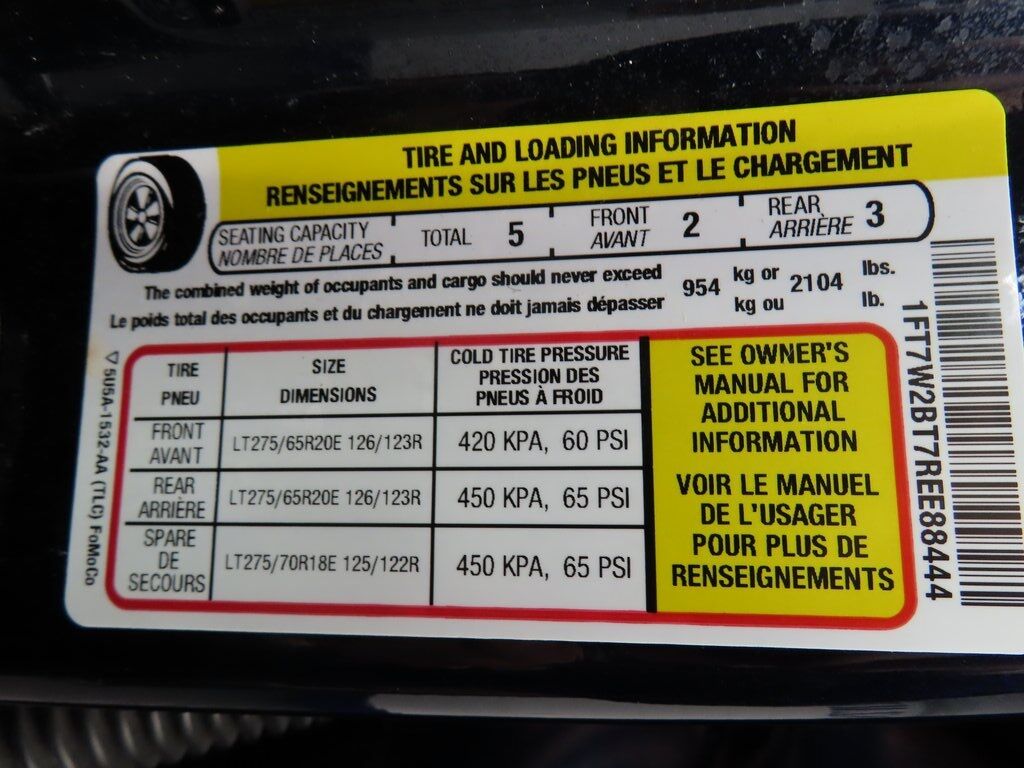 TIRE AND LOADING INFORMATION
RENSEIGNEMENTS SUR LES PNEUS ET LE CHARGEMENT
SEATING CAPACITY
NOMBRE DE PLACES
TOTAL 5
FRONT
AVANT
2
REAR
ARRIÈRE
3
The combined weight of occupants and cargo should never exceed
Le poids total des occupants et du chargement ne doit jamais dépasser
954
kg or
kg ou
2104
lbs.
lb.
TIRE
PNEU
SIZE
DIMENSIONS
COLD TIRE PRESSURE
PRESSION DES
PNEUS À FROID
FRONT
AVANT
LT275/65R20E 126/123R
420 KPA, 60 PSI
REAR
ARRIÈRE
LT275/65R20E 126/123R
450 KPA, 65 PSI
SPARE
DE
SECOURS
LT275/70R18E 125/122R
450 KPA, 65 PSI
SEE OWNER'S
MANUAL FOR
ADDITIONAL
INFORMATION
VOIR LE MANUEL
DE L'USAGER
POUR PLUS DE
RENSEIGNEMENTS
1FT7W2BT7REE88444
5U5A-1532-AA (TLC) FoMoCo